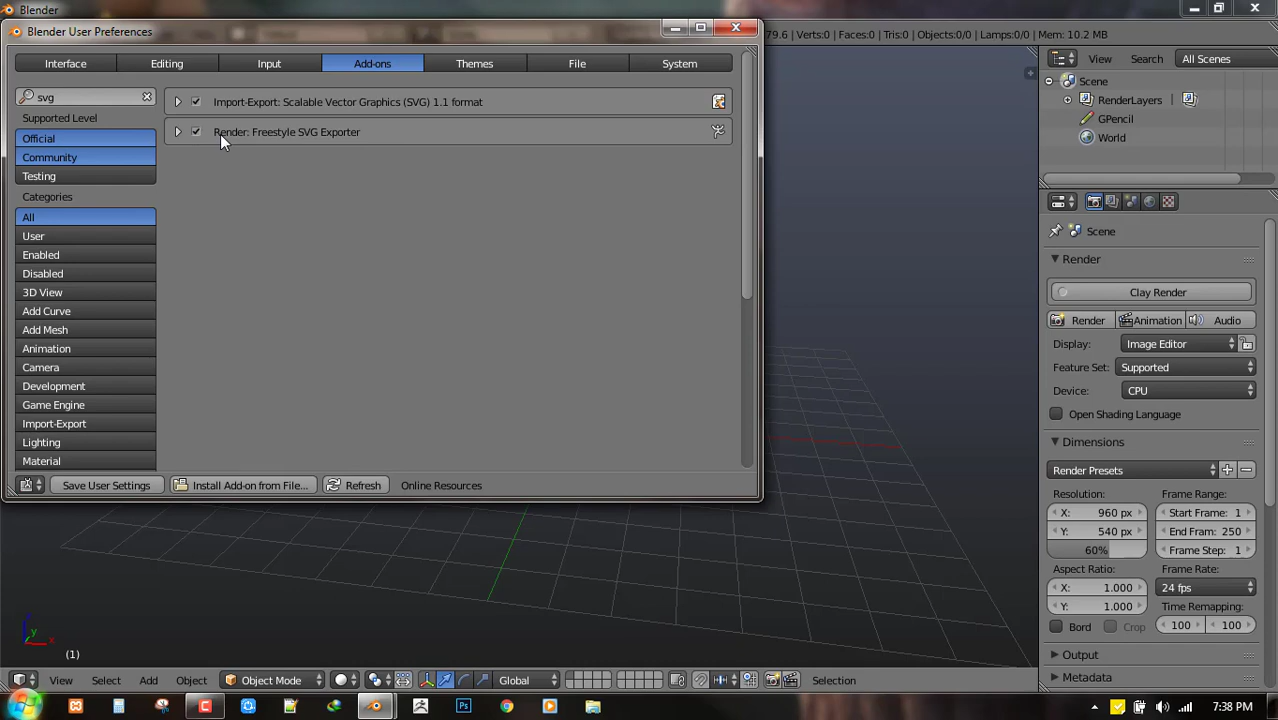 Blender
Blender User Preferences
79.6 | Verts:0 | Faces:0 | Tris:0 | Objects:0/0 | Lamps:0/0 | Mem: 10.2 MB
Interface Editing Input Add-ons Themes File System
View Search All Scenes
svg
Supported Level
Official
Community
Testing
Categories
All
User
Enabled
Disabled
3D View
Add Curve
Add Mesh
Animation
Camera
Development
Game Engine
Import-Export
Lighting
Material
Import-Export: Scalable Vector Graphics (SVG) 1.1 format
Render: Freestyle SVG Exporter
Save User Settings Install Add-on from File... Refresh Online Resources
Scene
RenderLayers
GPencil
World
Scene
Render
Clay Render
Render Animation Audio
Display: Image Editor
Feature Set: Supported
Device: CPU
Open Shading Language
Dimensions
Render Presets
Resolution: Frame Range:
X: 960 px Start Frame: 1
Y: 540 px End Fram: 250
60% Frame Step: 1
Aspect Ratio: Frame Rate:
X: 1.000 24 fps
Y: 1.000 Time Remapping:
Bord Crop 100 100
Output
Metadata
y
x
(1)
View Select Add Object Object Mode Global Selection
7:38 PM